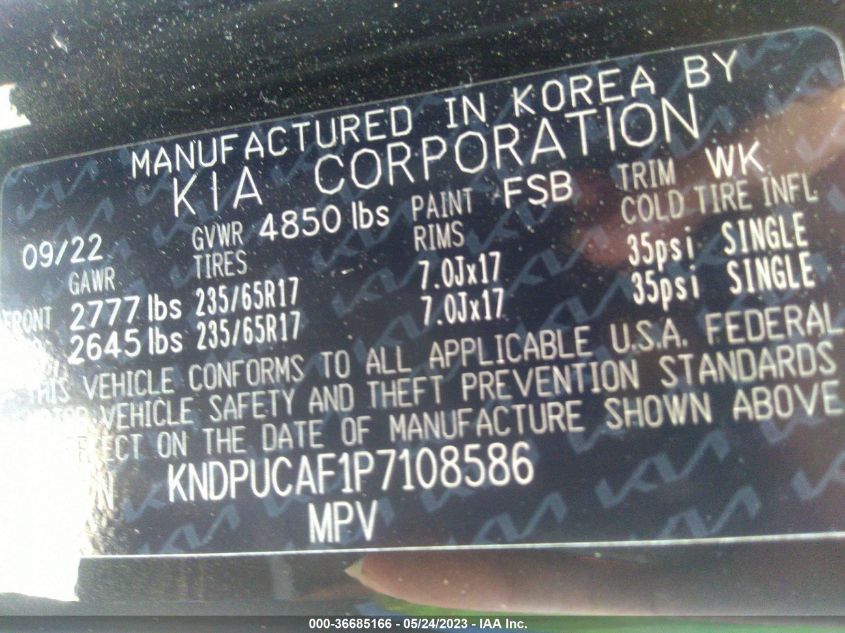 MANUFACTURED IN KOREA BY
KIA CORPORATION
09/22 GVWR 4850 lbs PAINT FSB TRIM WK
GAWR TIRES RIMS COLD TIRE INFL
FRONT 2777 lbs 235/65R17 7.0Jx17 35psi SINGLE
2645 lbs 235/65R17 7.0Jx17 35psi SINGLE
THIS VEHICLE CONFORMS TO ALL APPLICABLE U.S.A. FEDERAL
VEHICLE SAFETY AND THEFT PREVENTION STANDARDS
ON THE DATE OF MANUFACTURE SHOWN ABOVE
KNDPUCAF1P7108586
MPV
000-36685166 - 05/24/2023 - IAA Inc.